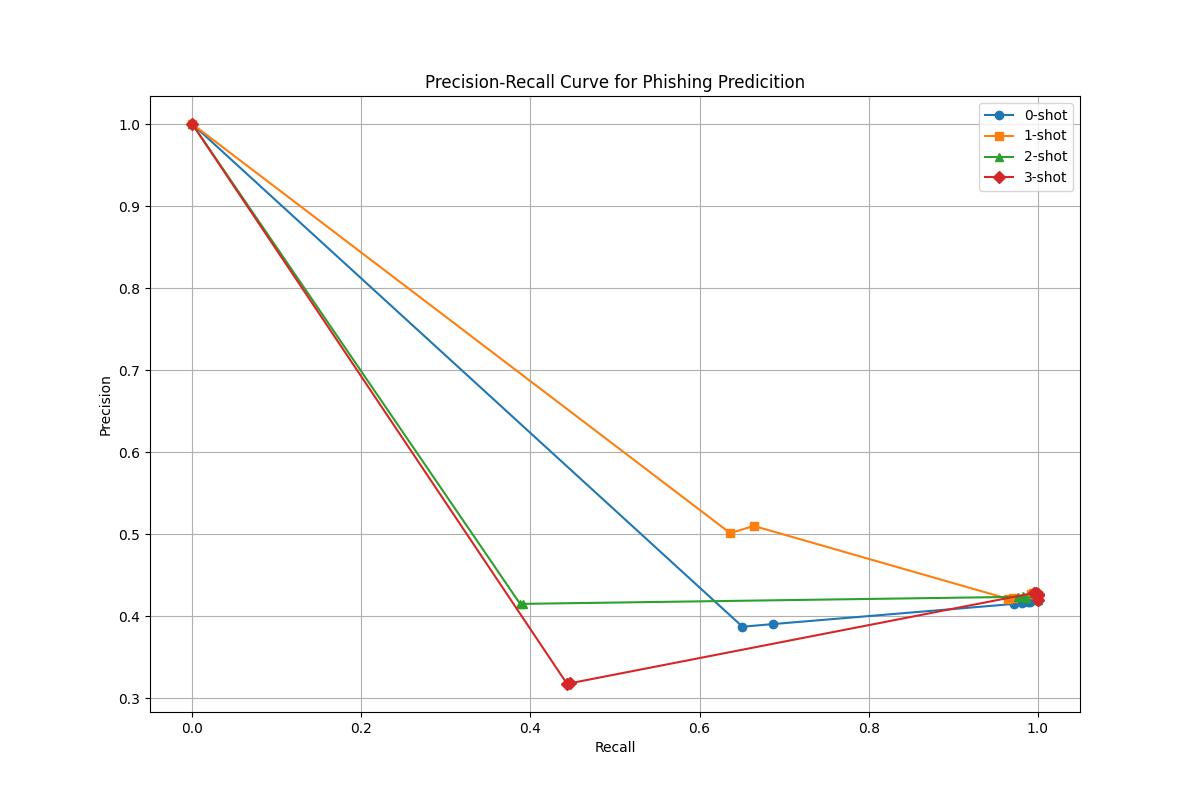 Precision-Recall Curve for Phishing Predicition
0-shot
1-shot
2-shot
3-shot
1.0
0.9
0.8
0.7
0.6
0.5
0.4
0.3
Precision
0.0 0.2 0.4 0.6 0.8 1.0
Recall